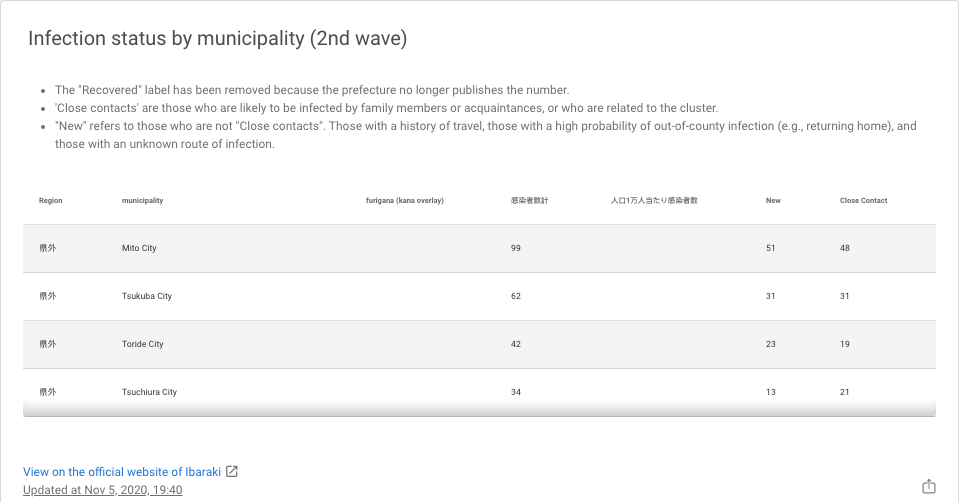 Infection status by municipality (2nd wave)
The "Recovered" label has been removed because the prefecture no longer publishes the number.
'Close contacts' are those who are likely to be infected by family members or acquaintances, or who are related to the cluster.
"New" refers to those who are not "Close contacts". Those with a history of travel, those with a high probability of out-of-county infection (e.g., returning home), and
those with an unknown route of infection.
Region municipality furigana (kana overlay) 感染者数計 人口1万人当たり感染者数 New Close Contact
県外 Mito City 99 51 48
県外 Tsukuba City 62 31 31
県外 Toride City 42 23 19
県外 Tsuchiura City 34 13 21
View on the official website of Ibaraki
Updated at Nov 5, 2020, 19:40